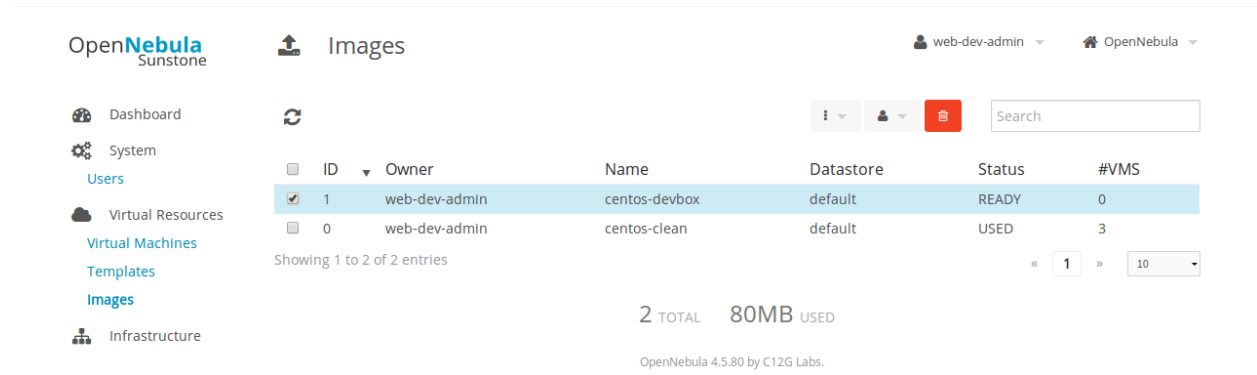 OpenNebula
Sunstone
Images
web-dev-admin
OpenNebula
Dashboard
System
Users
Virtual Resources
Virtual Machines
Templates
Images
Infrastructure
Search
ID Owner Name Datastore Status #VMS
1 web-dev-admin centos-devbox default READY 0
0 web-dev-admin centos-clean default USED 3
Showing 1 to 2 of 2 entries
« 1 » 10
2 TOTAL 80MB USED
OpenNebula 4.5.80 by C12G Labs.